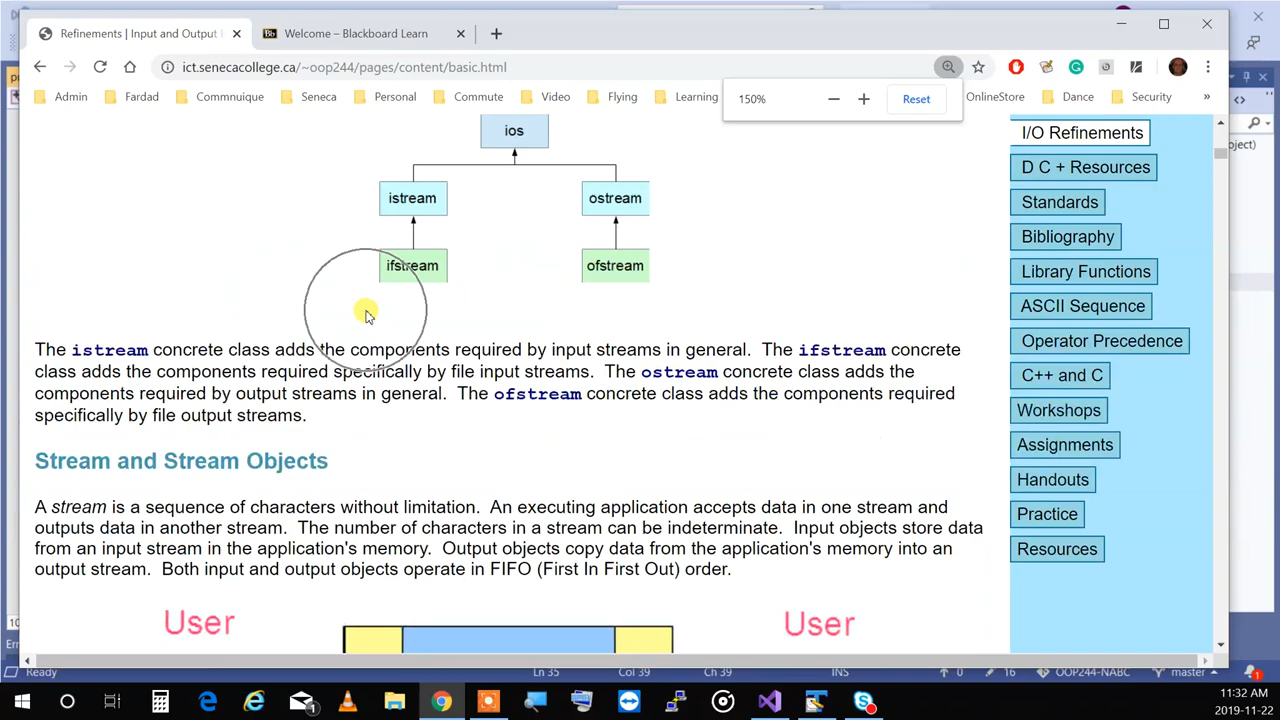 Refinements | Input and Output
Welcome – Blackboard Learn
ict.senecacollege.ca/~oop244/pages/content/basic.html
Admin
Fardad
Commnuique
Seneca
Personal
Commute
Video
Flying
Learning
OnlineStore
Dance
Security
»
150%
Reset
ios
istream
ostream
ifstream
ofstream
The istream concrete class adds the components required by input streams in general. The ifstream concrete
class adds the components required specifically by file input streams. The ostream concrete class adds the
components required by output streams in general. The ofstream concrete class adds the components required
specifically by file output streams.
Stream and Stream Objects
A stream is a sequence of characters without limitation. An executing application accepts data in one stream and
outputs data in another stream. The number of characters in a stream can be indeterminate. Input objects store data
from an input stream in the application's memory. Output objects copy data from the application's memory into an
output stream. Both input and output objects operate in FIFO (First In First Out) order.
User
User
I/O Refinements
D C + Resources
Standards
Bibliography
Library Functions
ASCII Sequence
Operator Precedence
C++ and C
Workshops
Assignments
Handouts
Practice
Resources
Ready
Ln 35
Col 39
Ch 39
INS
0
16
OOP244-NABC
master
1
11:32 AM
2019-11-22